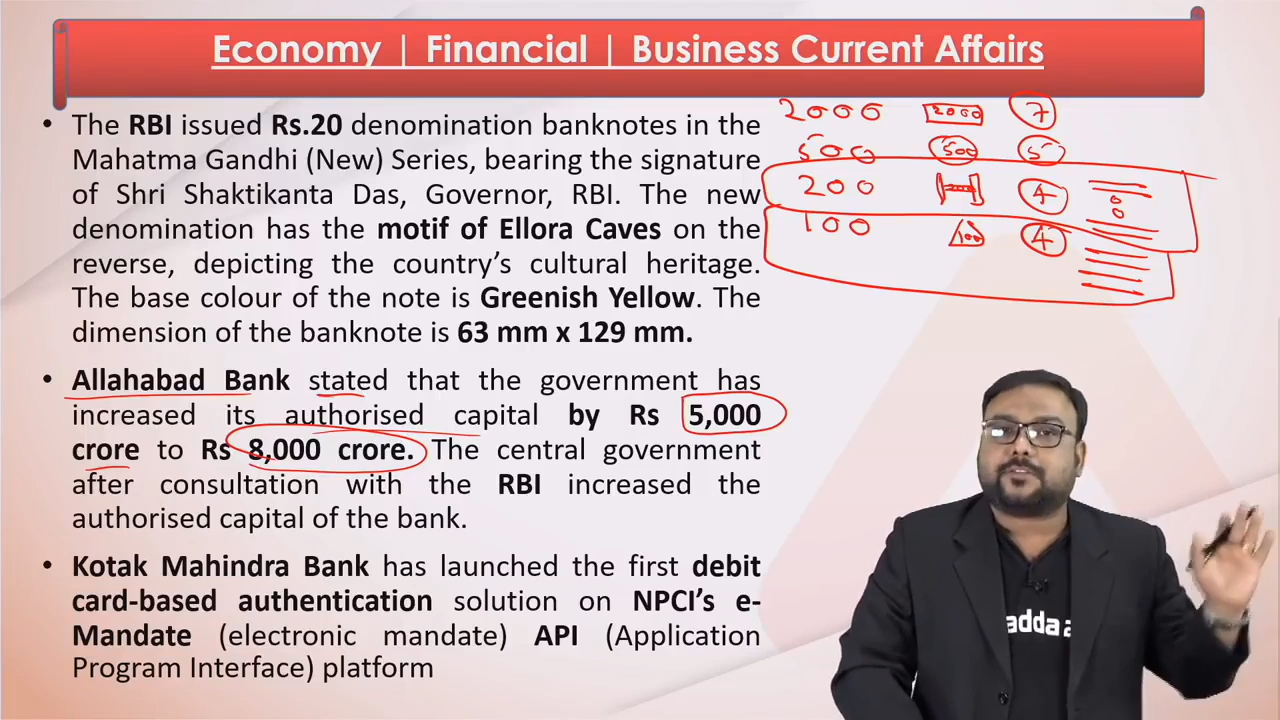 Economy | Financial | Business Current Affairs
• The RBI issued Rs.20 denomination banknotes in the
Mahatma Gandhi (New) Series, bearing the signature
of Shri Shaktikanta Das, Governor, RBI. The new
denomination has the motif of Ellora Caves on the
reverse, depicting the country's cultural heritage.
The base colour of the note is Greenish Yellow. The
dimension of the banknote is 63 mm x 129 mm.
• Allahabad Bank stated that the government has
increased its authorised capital by Rs 5,000
crore to Rs 8,000 crore. The central government
after consultation with the RBI increased the
authorised capital of the bank.
• Kotak Mahindra Bank has launched the first debit
card-based authentication solution on NPCI's e-
Mandate (electronic mandate) API (Application
Program Interface) platform
2000 2000 7
500 500 5
200 4
100 100 4
adda